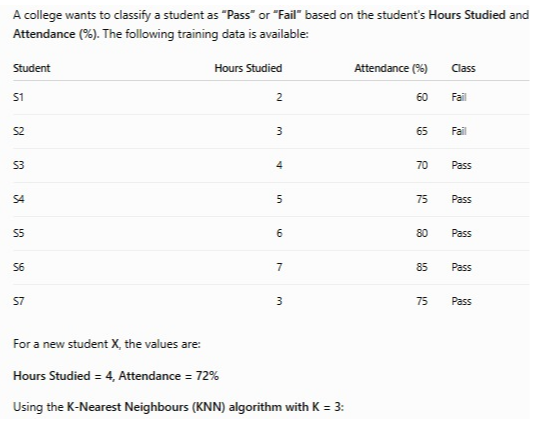 A college wants to classify a student as "Pass" or "Fail" based on the student's Hours Studied and
Attendance (%). The following training data is available:
Student Hours Studied Attendance (%) Class
S1 2 60 Fail
S2 3 65 Fail
S3 4 70 Pass
S4 5 75 Pass
S5 6 80 Pass
S6 7 85 Pass
S7 3 75 Pass
For a new student X, the values are:
Hours Studied = 4, Attendance = 72%
Using the K-Nearest Neighbours (KNN) algorithm with K = 3: